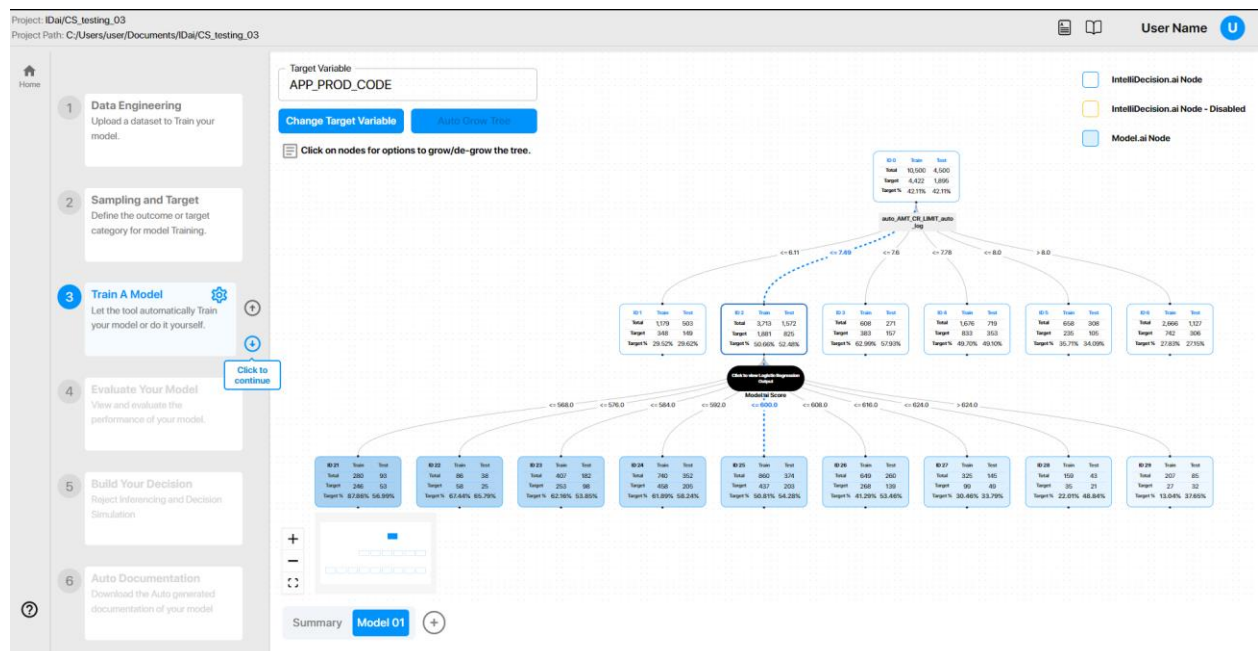 Project: IDai/CS_testing_03
Project Path: C:/Users/user/Documents/IDai/CS_testing_03
User Name
U
Home
1
Data Engineering
Upload a dataset to Train your
model.
2
Sampling and Target
Define the outcome or target
category for model Training.
3
Train A Model
Let the tool automatically Train
your model or do it yourself.
Click to
continue
4
Evaluate Your Model
View and evaluate the
performance of your model.
5
Build Your Decision
Reject Inferencing and Decision
Simulation
6
Auto Documentation
Download the Auto generated
documentation of your model
Target Variable
APP_PROD_CODE
Change Target Variable
Auto Grow Tree
Click on nodes for options to grow/de-grow the tree.
IntelliDecision.ai Node
IntelliDecision.ai Node - Disabled
Model.ai Node
ID 0 Train Test
Total 10,500 4,500
Target 4,422 1,895
Target % 42.11% 42.11%
auto_AMT_CR_LIMIT_auto
_log
<= 6.11 <= 7.49 <= 7.6 <= 7.78 <= 8.0 > 8.0
ID 1 Train Test
Total 1,179 503
Target 348 149
Target % 29.52% 29.62%
ID 2 Train Test
Total 3,713 1,572
Target 1,881 825
Target % 50.66% 52.48%
ID 3 Train Test
Total 608 271
Target 383 157
Target % 62.99% 57.93%
ID 4 Train Test
Total 1,676 719
Target 833 353
Target % 49.70% 49.10%
ID 5 Train Test
Total 658 308
Target 235 105
Target % 35.71% 34.09%
ID 6 Train Test
Total 2,666 1,127
Target 742 306
Target % 27.83% 27.15%
Click to view Logistic Regression
Output
Model/ai Score
<= 568.0 <= 576.0 <= 584.0 <= 592.0 <= 600.0 <= 608.0 <= 616.0 <= 624.0 > 624.0
ID 21 Train Test
Total 280 93
Target 246 53
Target % 87.86% 56.99%
ID 22 Train Test
Total 86 38
Target 58 25
Target % 67.44% 65.79%
ID 23 Train Test
Total 407 182
Target 253 98
Target % 62.16% 53.85%
ID 24 Train Test
Total 740 352
Target 458 205
Target % 61.89% 58.24%
ID 25 Train Test
Total 860 374
Target 437 203
Target % 50.81% 54.28%
ID 26 Train Test
Total 649 260
Target 268 139
Target % 41.29% 53.46%
ID 27 Train Test
Total 325 145
Target 99 49
Target % 30.46% 33.79%
ID 28 Train Test
Total 159 43
Target 35 21
Target % 22.01% 48.84%
ID 29 Train Test
Total 207 85
Target 27 32
Target % 13.04% 37.65%
Summary
Model 01